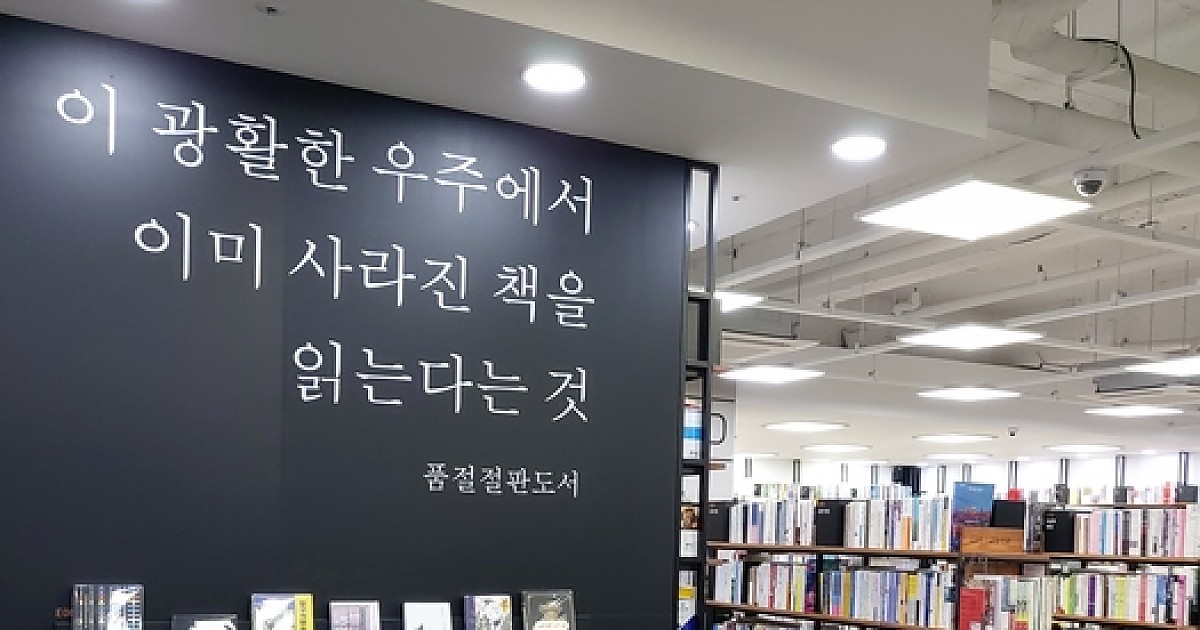 이 광활한 우주에서
이미 사라진 책을
읽는다는 것
품절절판도서